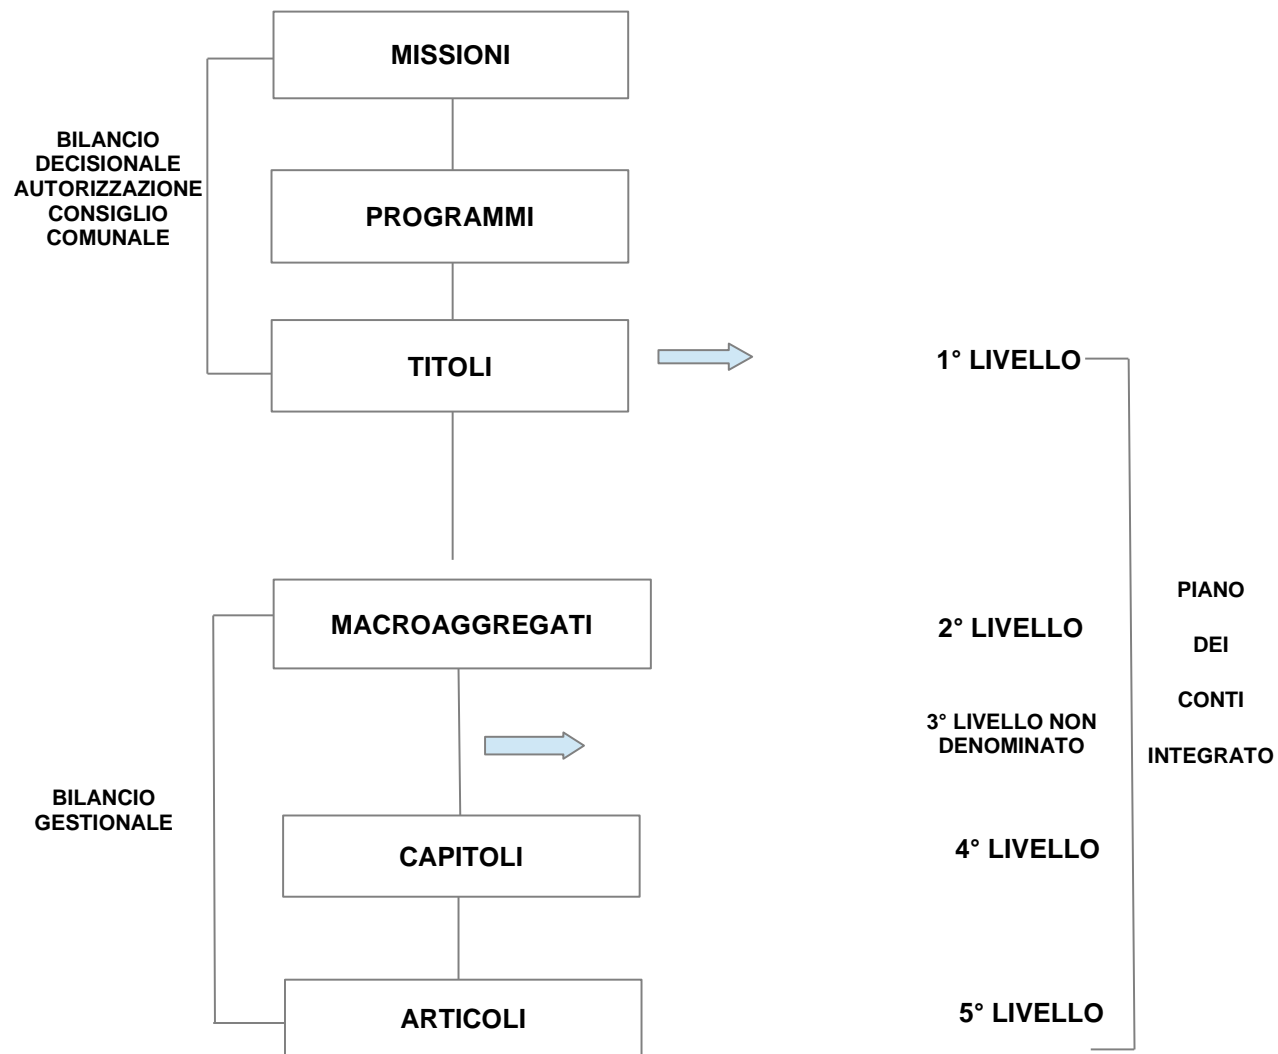 MISSIONI
BILANCIO
DECISIONALE
AUTORIZZAZIONE
CONSIGLIO
COMUNALE
PROGRAMMI
TITOLI
1° LIVELLO
MACROAGGREGATI
2° LIVELLO
3° LIVELLO NON
DENOMINATO
PIANO
DEI
CONTI
INTEGRATO
BILANCIO
GESTIONALE
CAPITOLI
4° LIVELLO
ARTICOLI
5° LIVELLO